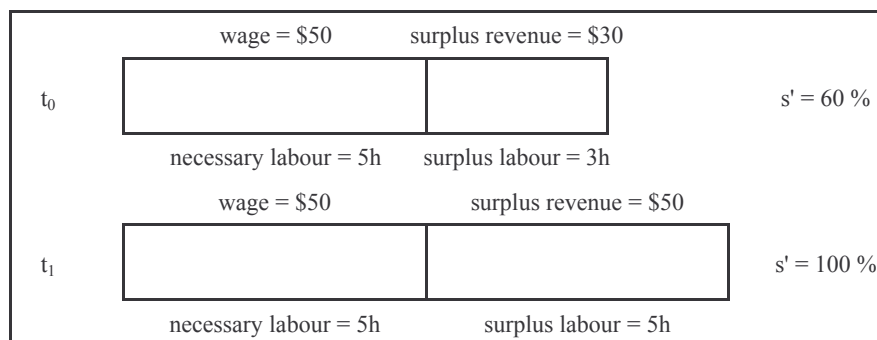 wage = $50 surplus revenue = $30
t₀ s' = 60 %
necessary labour = 5h surplus labour = 3h
wage = $50 surplus revenue = $50
t₁ s' = 100 %
necessary labour = 5h surplus labour = 5h